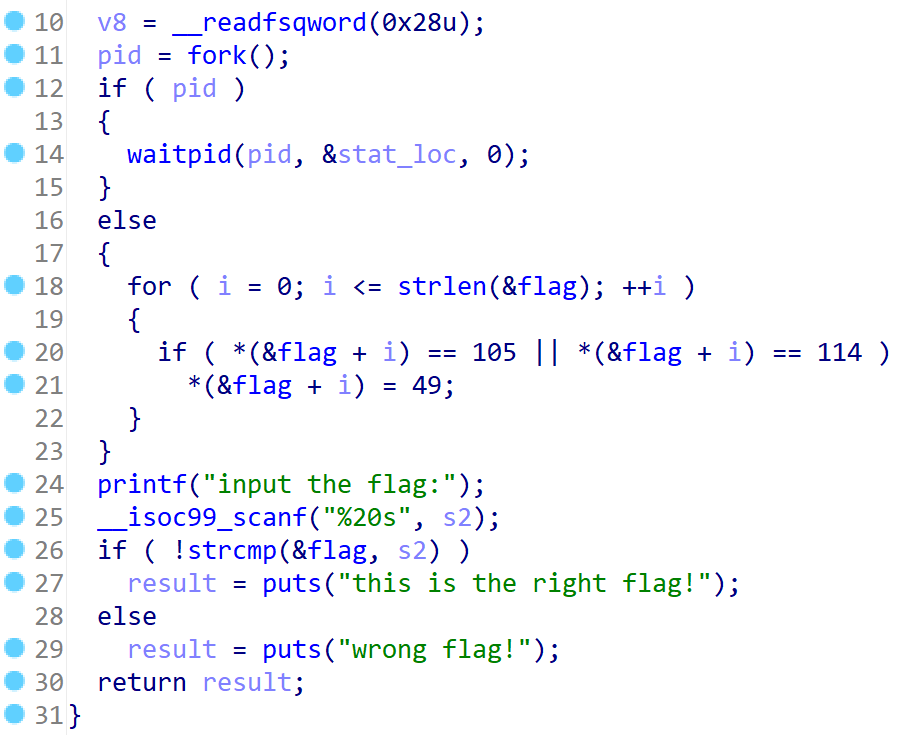 10   v8 = __readfsqword(0x28u);
11   pid = fork();
12   if ( pid )
13   {
14     waitpid(pid, &stat_loc, 0);
15   }
16   else
17   {
18     for ( i = 0; i <= strlen(&flag); ++i )
19     {
20       if ( *(&flag + i) == 105 || *(&flag + i) == 114 )
21         *(&flag + i) = 49;
22     }
23   }
24   printf("input the flag:");
25   __isoc99_scanf("%20s", s2);
26   if ( !strcmp(&flag, s2) )
27     result = puts("this is the right flag!");
28   else
29     result = puts("wrong flag!");
30   return result;
31 }